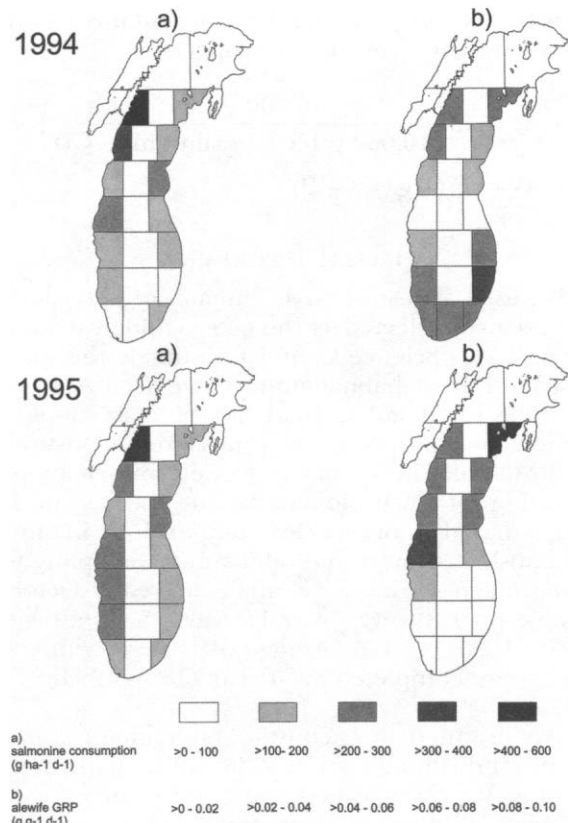 a) b)
1994
a) b)
1995
a)
salmonine consumption
(g ha-1 d-1)
>0 - 100 >100-200 >200 - 300 >300 - 400 >400 - 600
b)
alewife GRP
(g g-1 d-1)
>0 - 0.02 >0.02 - 0.04 >0.04 - 0.06 >0.06 - 0.08 >0.08 - 0.10